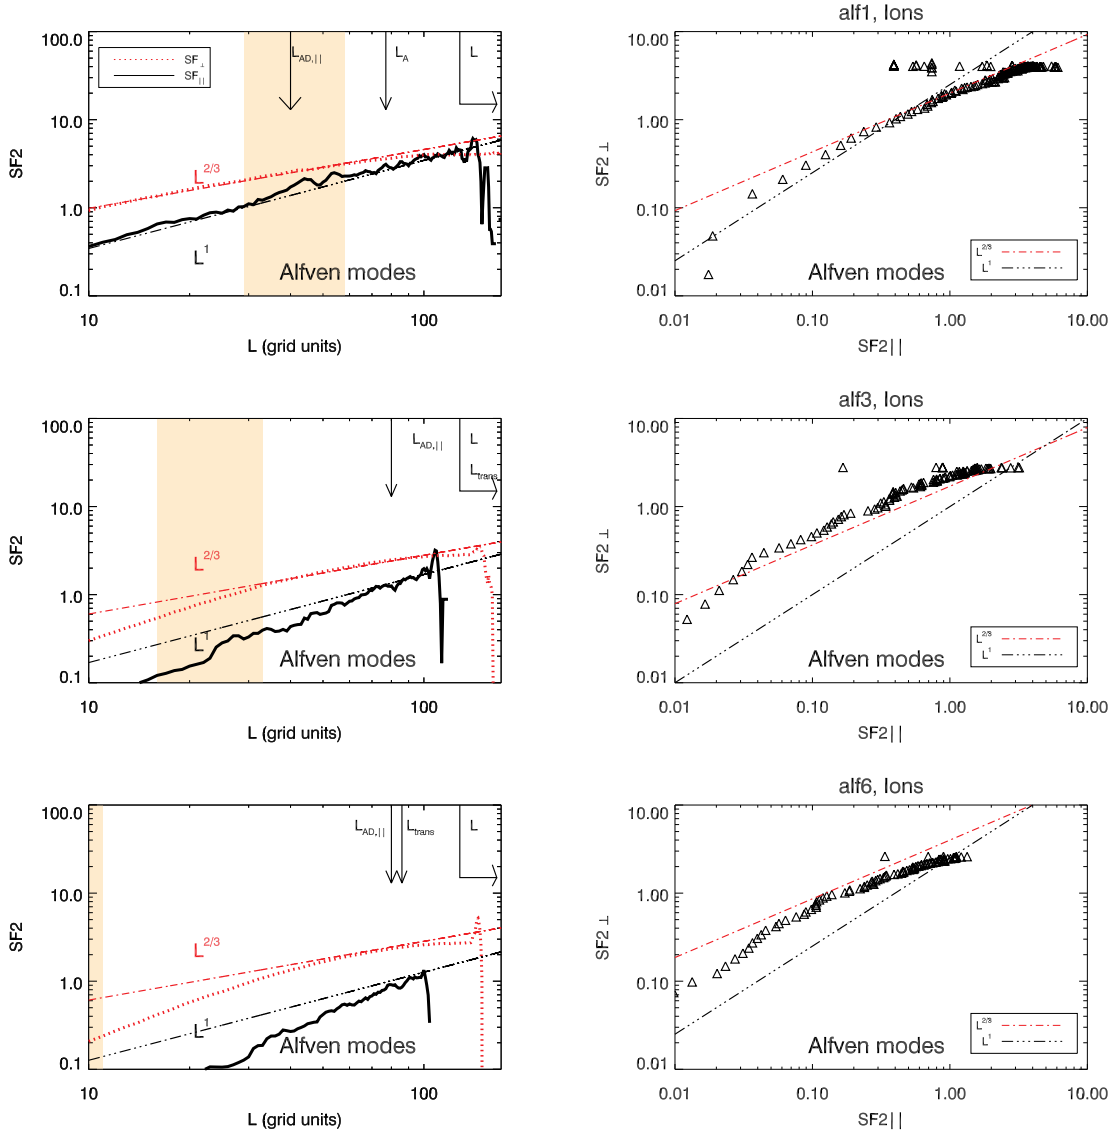 alf1, Ions
100.0
10.0
1.0
0.1
SF2
SF⊥
SF||
L_AD,||
L_A
L
L^2/3
L^1
Alfven modes
10
100
L (grid units)
10.00
1.00
0.10
0.01
SF2⊥
L^2/3
L^1
Alfven modes
0.01
0.10
1.00
10.00
SF2||
alf3, Ions
100.0
10.0
1.0
0.1
SF2
L_AD,||
L
L_trans
L^2/3
L^1
Alfven modes
10
100
L (grid units)
10.00
1.00
0.10
0.01
SF2⊥
L^2/3
L^1
Alfven modes
0.01
0.10
1.00
10.00
SF2||
alf6, Ions
100.0
10.0
1.0
0.1
SF2
L_AD,||
L_trans
L
L^2/3
L^1
Alfven modes
10
100
L (grid units)
10.00
1.00
0.10
0.01
SF2⊥
L^2/3
L^1
Alfven modes
0.01
0.10
1.00
10.00
SF2||